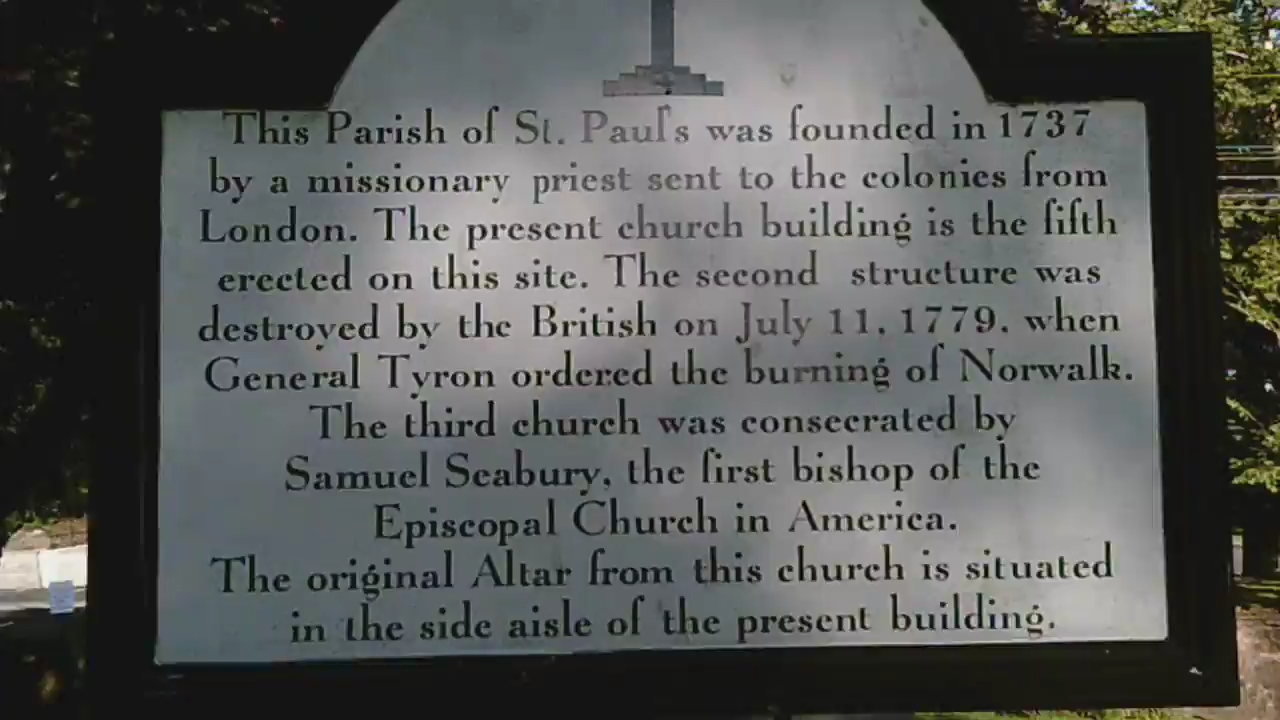 This Parish of St. Paul's was founded in 1737
by a missionary priest sent to the colonies from
London. The present church building is the fifth
erected on this site. The second structure was
destroyed by the British on July 11, 1779, when
General Tyron ordered the burning of Norwalk.
The third church was consecrated by
Samuel Seabury, the first bishop of the
Episcopal Church in America.
The original Altar from this church is situated
in the side aisle of the present building.